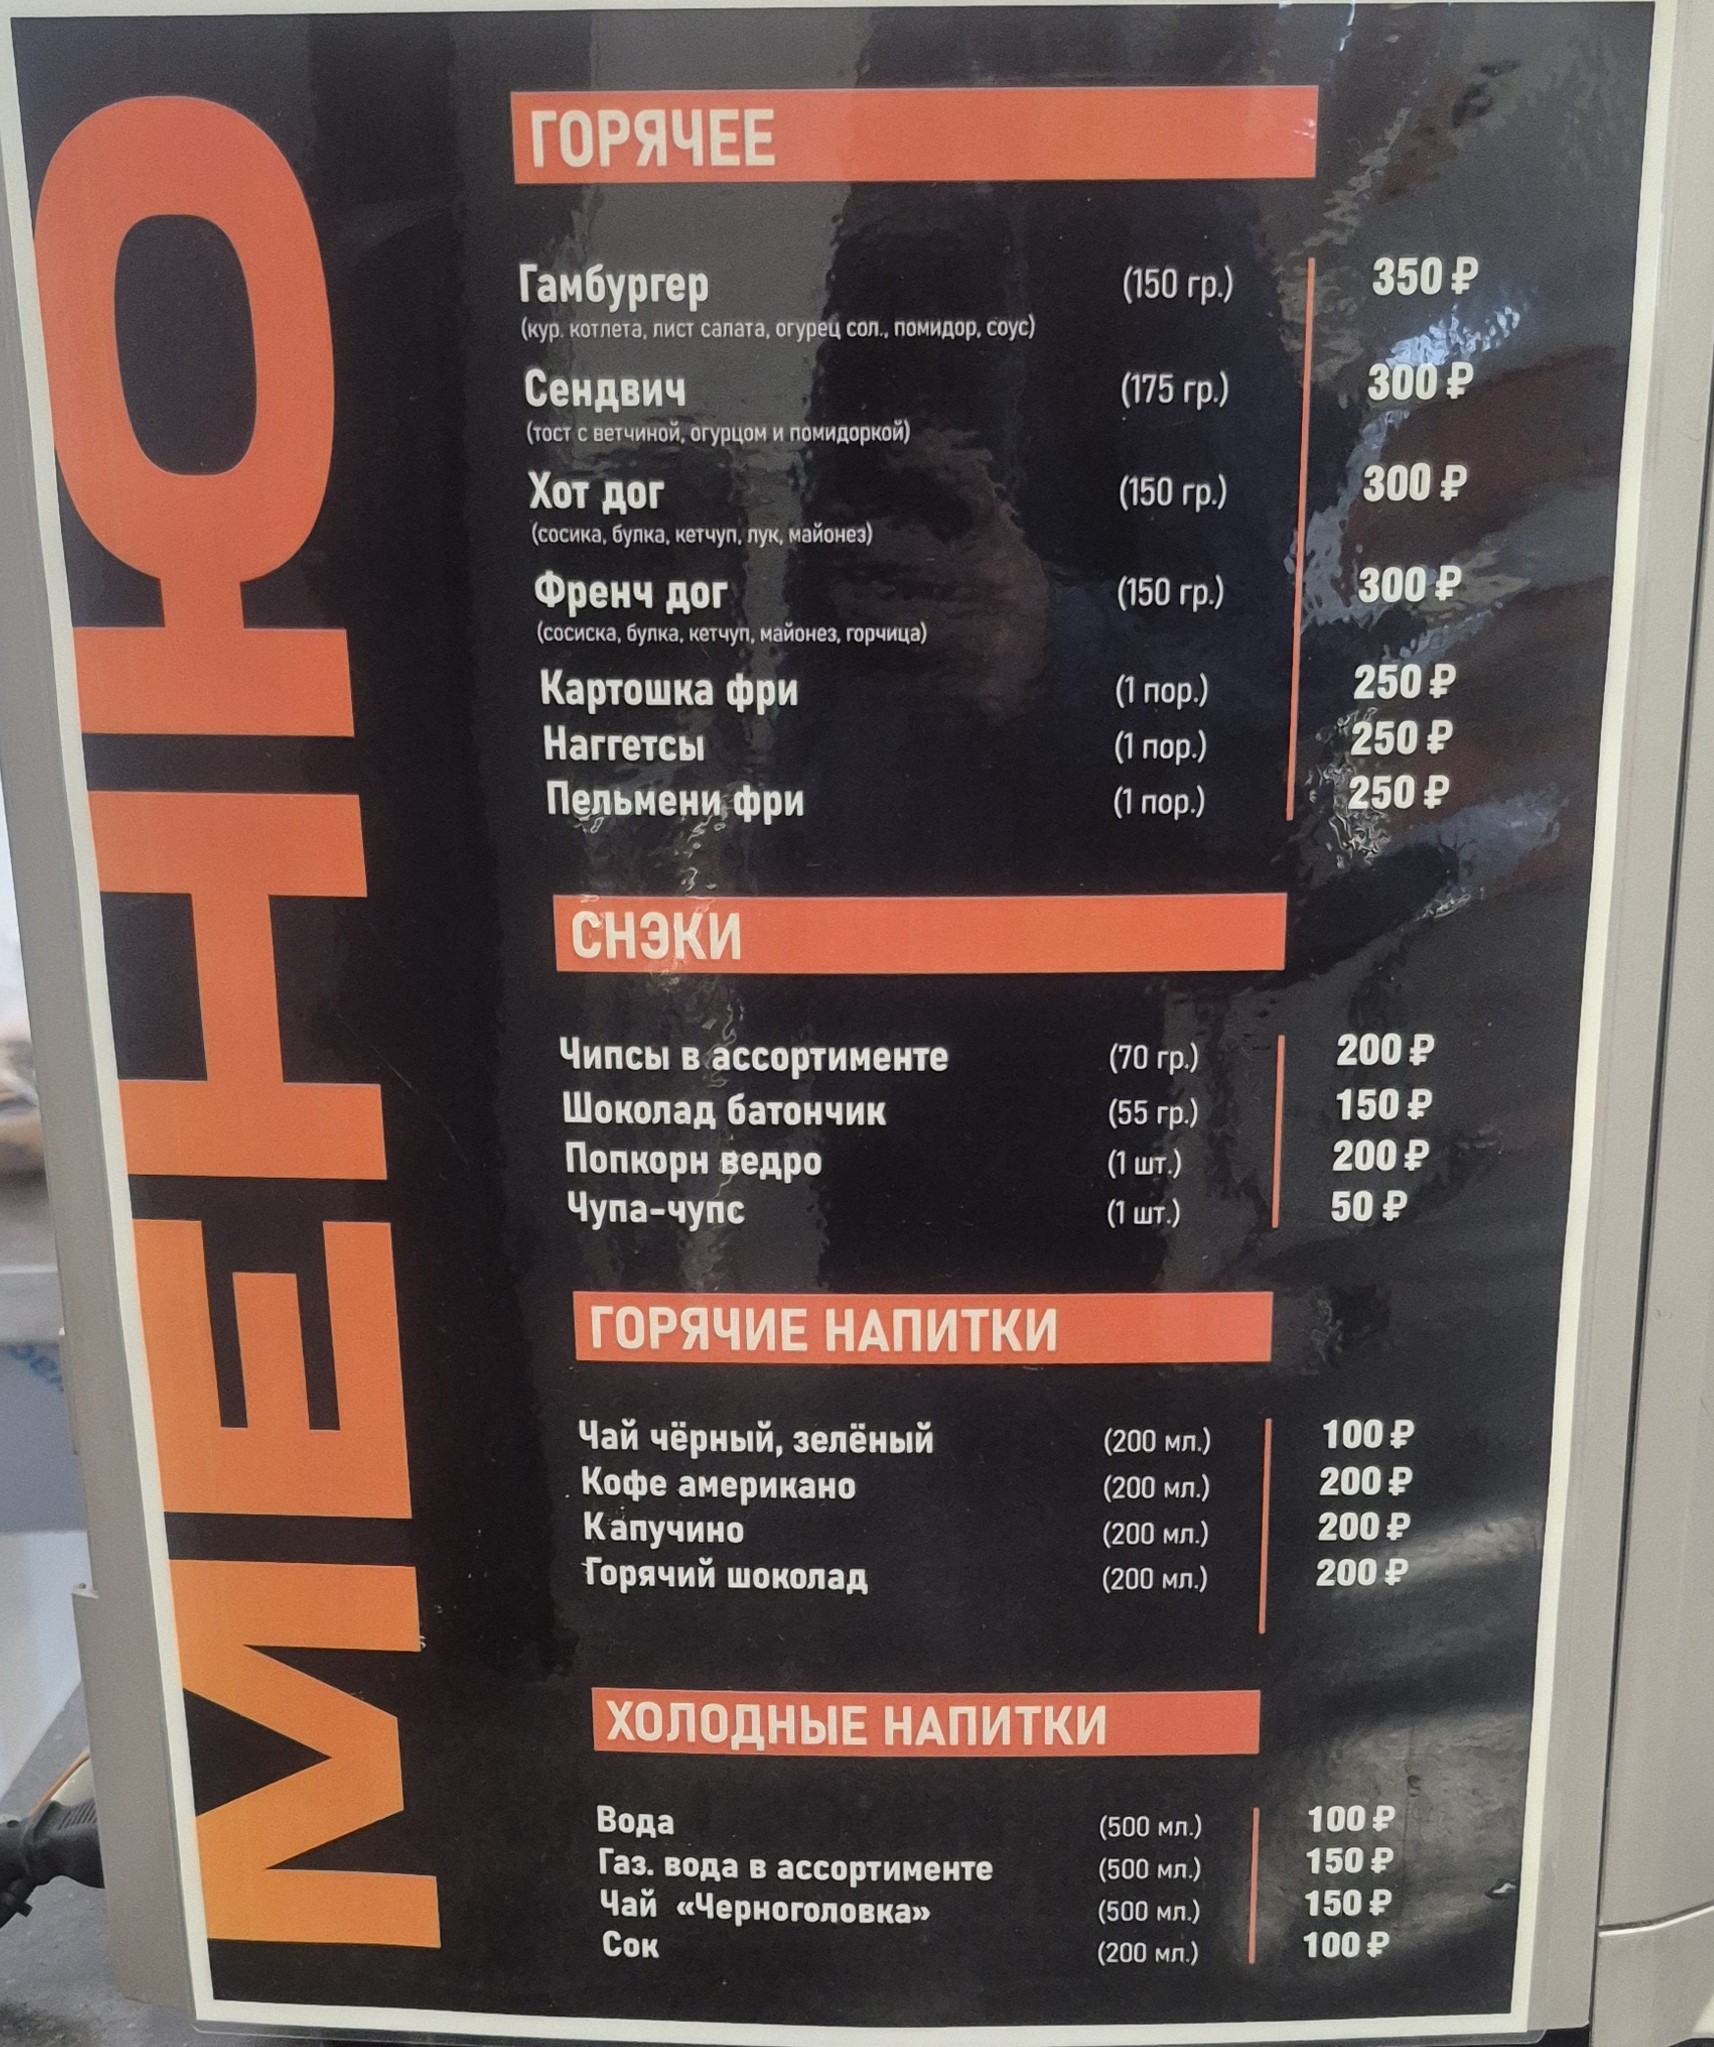 МЕНЮ
ГОРЯЧЕЕ
Гамбургер (150 гр.) 350 ₽
(кур. котлета, лист салата, огурец сол., помидор, соус)
Сендвич (175 гр.) 300 ₽
(тост с ветчиной, огурцом и помидоркой)
Хот дог (150 гр.) 300 ₽
(сосика, булка, кетчуп, лук, майонез)
Френч дог (150 гр.) 300 ₽
(сосиска, булка, кетчуп, майонез, горчица)
Картошка фри (1 пор.) 250 ₽
Наггетсы (1 пор.) 250 ₽
Пельмени фри (1 пор.) 250 ₽
СНЭКИ
Чипсы в ассортименте (70 гр.) 200 ₽
Шоколад батончик (55 гр.) 150 ₽
Попкорн ведро (1 шт.) 200 ₽
Чупа-чупс (1 шт.) 50 ₽
ГОРЯЧИЕ НАПИТКИ
Чай чёрный, зелёный (200 мл.) 100 ₽
Кофе американо (200 мл.) 200 ₽
Капучино (200 мл.) 200 ₽
Горячий шоколад (200 мл.) 200 ₽
ХОЛОДНЫЕ НАПИТКИ
Вода (500 мл.) 100 ₽
Газ. вода в ассортименте (500 мл.) 150 ₽
Чай «Черноголовка» (500 мл.) 150 ₽
Сок (200 мл.) 100 ₽